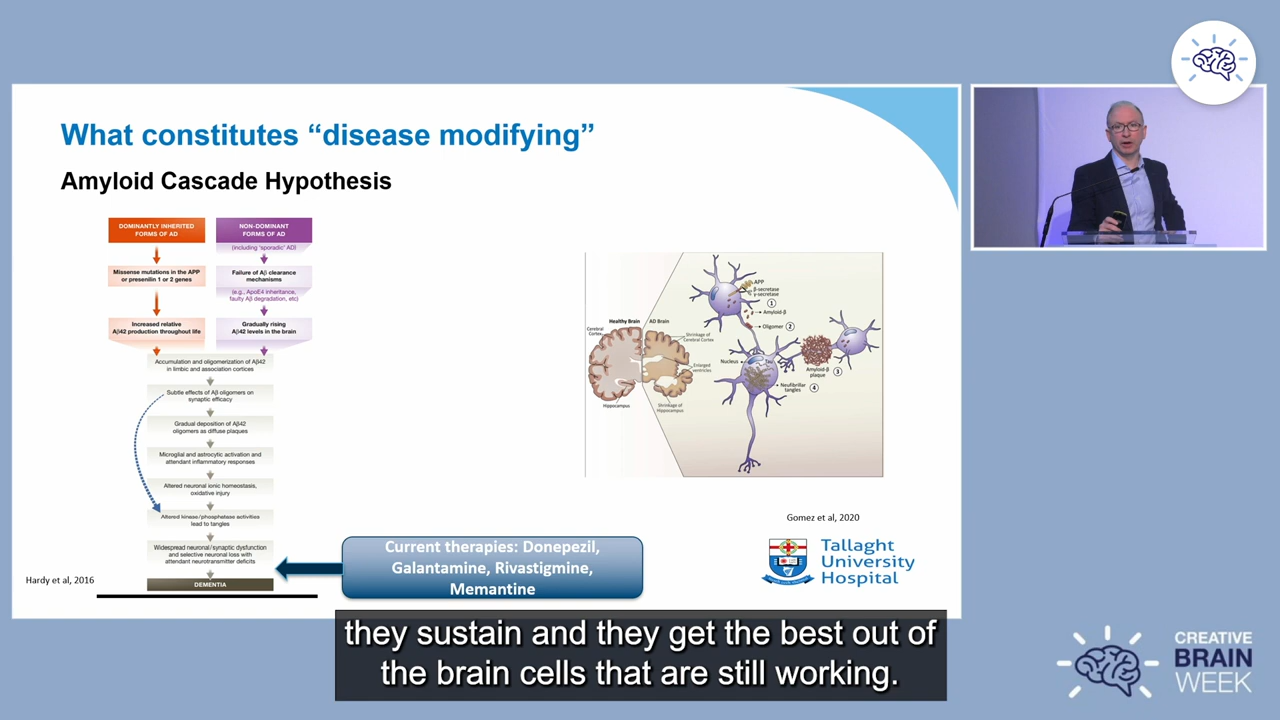 What constitutes “disease modifying”
Amyloid Cascade Hypothesis
DOMINANTLY INHERITED
FORMS OF AD
NON-DOMINANT
FORMS OF AD
(including 'sporadic' AD)
Missense mutations in the APP
or presenilin 1 or 2 genes
Failure of Aβ clearance
mechanisms
(e.g., ApoE4 inheritance,
faulty Aβ degradation, etc)
Increased relative
Aβ42 production throughout life
Gradually rising
Aβ42 levels in the brain
Accumulation and oligomerization of Aβ42
in limbic and association cortices
Subtle effects of Aβ oligomers on
synaptic efficacy
Gradual deposition of Aβ42
oligomers as diffuse plaques
Microglial and astrocytic activation and
attendant inflammatory responses
Altered neuronal ionic homeostasis,
oxidative injury
Altered kinase/phosphatase activities
lead to tangles
Widespread neuronal/synaptic dysfunction
and selective neuronal loss with
attendant neurotransmitter deficits
DEMENTIA
Hardy et al, 2016
Current therapies: Donepezil,
Galantamine, Rivastigmine,
Memantine
Healthy Brain
AD Brain
Cerebral
Cortex
Shrinking of
Cerebral Cortex
Enlarged
ventricles
Hippocampus
Shrinkage of
Hippocampus
APP
β-secretase
γ-secretase
1
Amyloid-β
Oligomer 2
Nucleus
Tau
Amyloid-β
plaque
3
Neufibrillar
tangles
4
Gomez et al, 2020
Tallaght
University
Hospital
they sustain and they get the best out of
the brain cells that are still working.
CREATIVE
BRAIN
WEEK